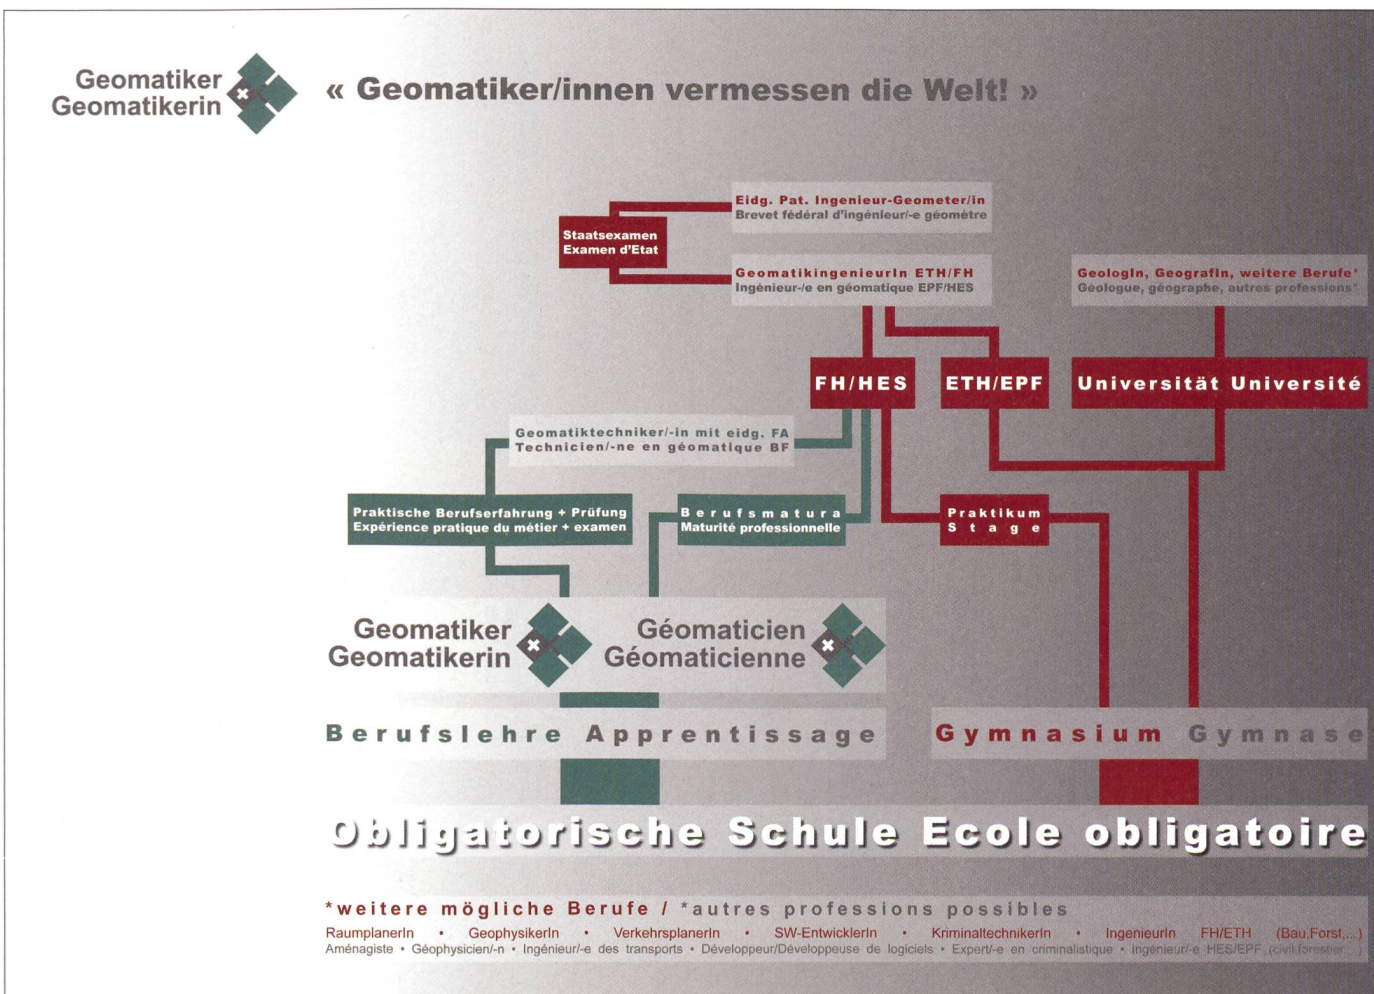 Geomatiker
Geomatikerin
« Geomatiker/innen vermessen die Welt! »
Eidg. Pat. Ingenieur-Geometer/in
Brevet fédéral d'ingénieur/-e géomètre
Staatsexamen
Examen d'Etat
GeomatikingenieurIn ETH/FH
Ingénieur-/e en géomatique EPF/HES
GeologIn, GeografIn, weitere Berufe*
Géologue, géographe, autres professions*
FH/HES
ETH/EPF
Universität Université
Geomatiktechniker/-in mit eidg. FA
Technicien/-ne en géomatique BF
Praktische Berufserfahrung + Prüfung
Expérience pratique du métier + examen
Berufsmatura
Maturité professionnelle
Praktikum
Stage
Geomatiker
Geomatikerin
Géomaticien
Géomaticienne
Berufslehre Apprentissage
Gymnasium Gymnase
Obligatorische Schule Ecole obligatoire
*weitere mögliche Berufe / *autres professions possibles
RaumplanerIn • GeophysikerIn • VerkehrsplanerIn • SW-EntwicklerIn • KriminaltechnikerIn • IngenieurIn FH/ETH (Bau,Forst,...)
Aménagiste • Géophysicien/-n • Ingénieur/-e des transports • Développeur/Développeuse de logiciels • Expert/-e en criminalistique • Ingénieur/-e HES/EPF (civil,forestier...)